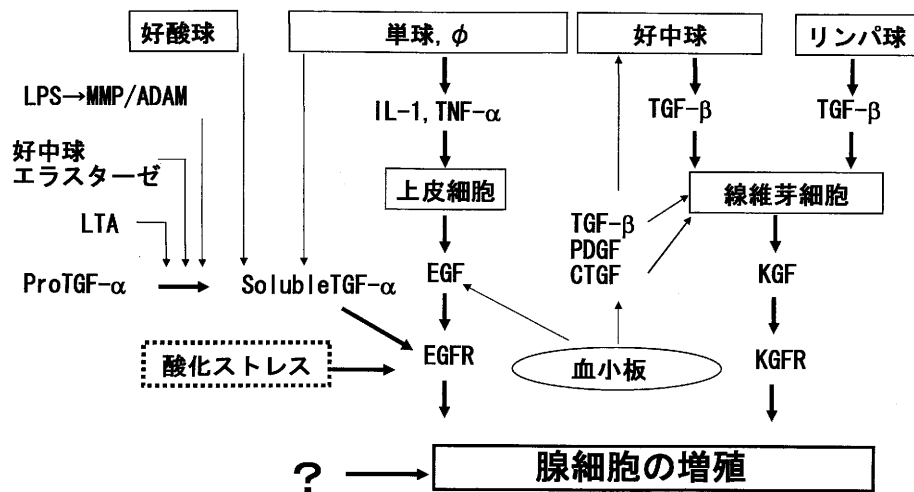 好酸球
単球, φ
好中球
リンパ球
LPS→MMP/ADAM
IL-1, TNF-α
TGF-β
TGF-β
好中球
エラスターゼ
上皮細胞
線維芽細胞
LTA
TGF-β
PDGF
CTGF
ProTGF-α
SolubleTGF-α
EGF
KGF
酸化ストレス
EGFR
血小板
KGFR
?
腺細胞の増殖